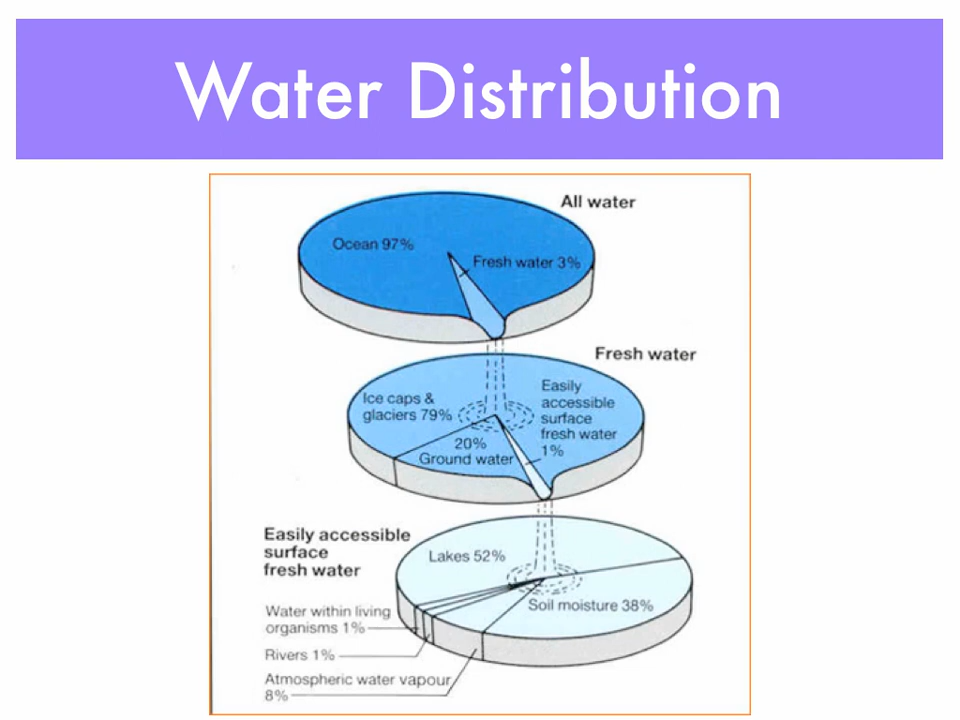 Water Distribution
All water
Ocean 97%
Fresh water 3%
Fresh water
Ice caps &
glaciers 79%
Easily
accessible
surface
fresh water
1%
20%
Ground water
Easily accessible
surface
fresh water
Lakes 52%
Soil moisture 38%
Water within living
organisms 1%
Rivers 1%
Atmospheric water vapour
8%